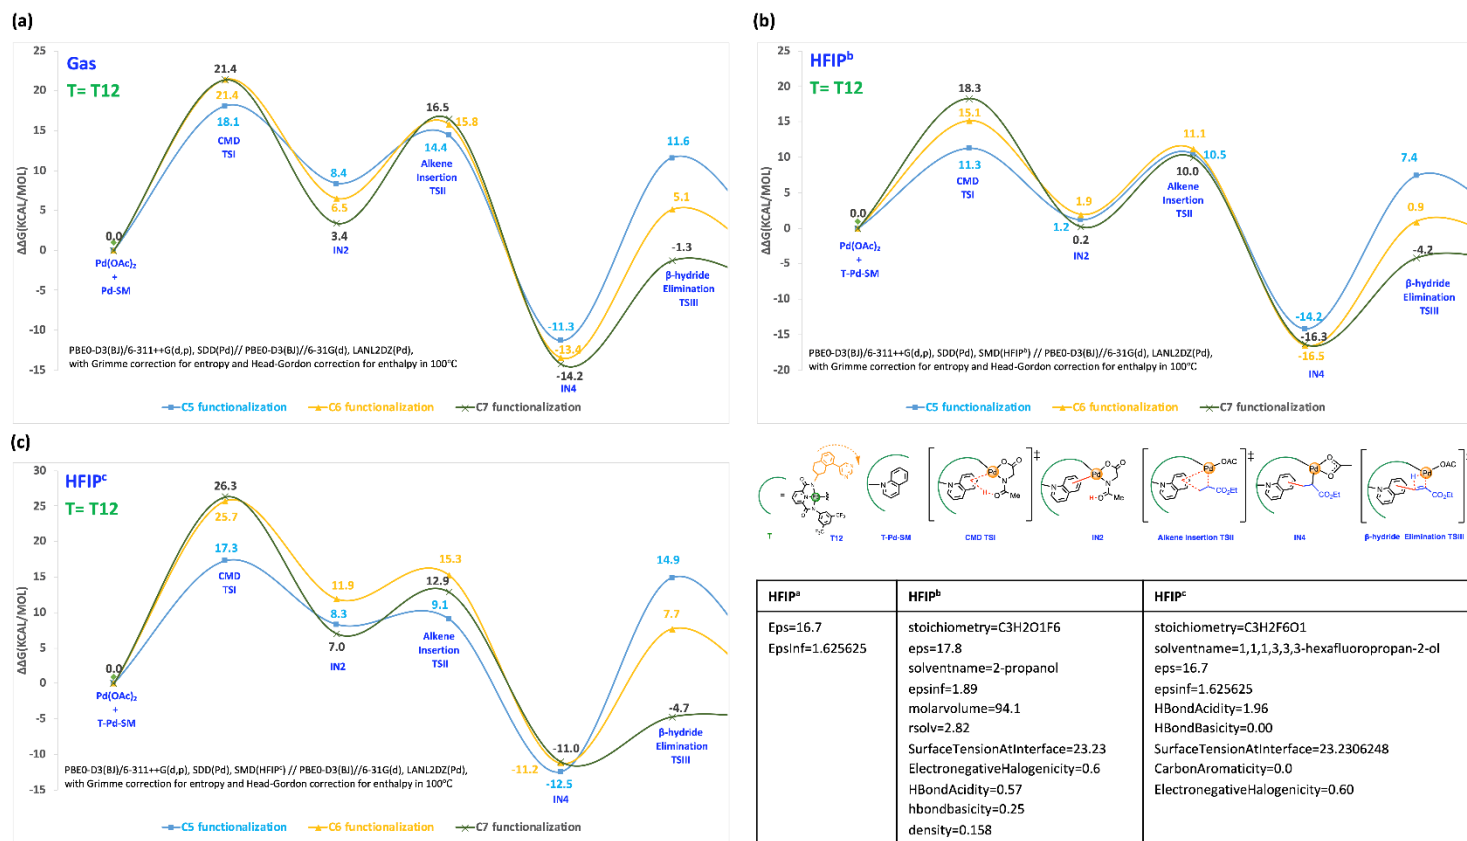 (a)
Gas
T= T12
ΔΔG(KCAL/MOL)
25
20
15
10
5
0
-5
-10
-15
0.0
Pd(OAc)2
+
Pd-SM
21.4
21.4
18.1
CMD
TSI
8.4
6.5
3.4
IN2
16.5
15.8
14.4
Alkene
Insertion
TSII
-11.3
-13.4
-14.2
IN4
11.6
5.1
-1.3
β-hydride
Elimination
TSIII
PBE0-D3(BJ)/6-311++G(d,p), SDD(Pd)// PBE0-D3(BJ)//6-31G(d), LANL2DZ(Pd),
with Grimme correction for entropy and Head-Gordon correction for enthalpy in 100°C
C5 functionalization C6 functionalization C7 functionalization
(b)
HFIPb
T= T12
ΔΔG(KCAL/MOL)
25
20
15
10
5
0
-5
-10
-15
-20
0.0
Pd(OAc)2
+
T-Pd-SM
18.3
15.1
11.3
CMD
TSI
1.9
1.2
0.2
IN2
11.1
10.5
10.0
Alkene
Insertion
TSII
-14.2
-16.3
-16.5
IN4
7.4
0.9
-4.2
β-hydride
Elimination
TSIII
PBE0-D3(BJ)/6-311++G(d,p), SDD(Pd), SMD(HFIPb) // PBE0-D3(BJ)//6-31G(d), LANL2DZ(Pd),
with Grimme correction for entropy and Head-Gordon correction for enthalpy in 100°C
C5 functionalization C6 functionalization C7 functionalization
(c)
HFIPc
T= T12
ΔΔG(KCAL/MOL)
30
25
20
15
10
5
0
-5
-10
-15
0.0
Pd(OAc)2
+
T-Pd-SM
26.3
25.7
17.3
CMD
TSI
11.9
8.3
7.0
IN2
15.3
12.9
9.1
Alkene
Insertion
TSII
-11.0
-11.2
-12.5
IN4
14.9
7.7
-4.7
β-hydride
Elimination
TSIII
PBE0-D3(BJ)/6-311++G(d,p), SDD(Pd), SMD(HFIPc) // PBE0-D3(BJ)//6-31G(d), LANL2DZ(Pd),
with Grimme correction for entropy and Head-Gordon correction for enthalpy in 100°C
C5 functionalization C6 functionalization C7 functionalization
T
=
T12
T-Pd-SM
CMD TSI
IN2
Alkene Insertion TSII
IN4
β-hydride Elimination TSIII
HFIPa
Eps=16.7
EpsInf=1.625625
HFIPb
stoichiometry=C3H2O1F6
eps=17.8
solventname=2-propanol
epsinf=1.89
molarvolume=94.1
rsolv=2.82
SurfaceTensionAtInterface=23.23
ElectronegativeHalogenicity=0.6
HBondAcidity=0.57
hbondbasicity=0.25
density=0.158
HFIPc
stoichiometry=C3H2F6O1
solventname=1,1,1,3,3,3-hexafluoropropan-2-ol
eps=16.7
epsinf=1.625625
HBondAcidity=1.96
HBondBasicity=0.00
SurfaceTensionAtInterface=23.2306248
CarbonAromaticity=0.0
ElectronegativeHalogenicity=0.60